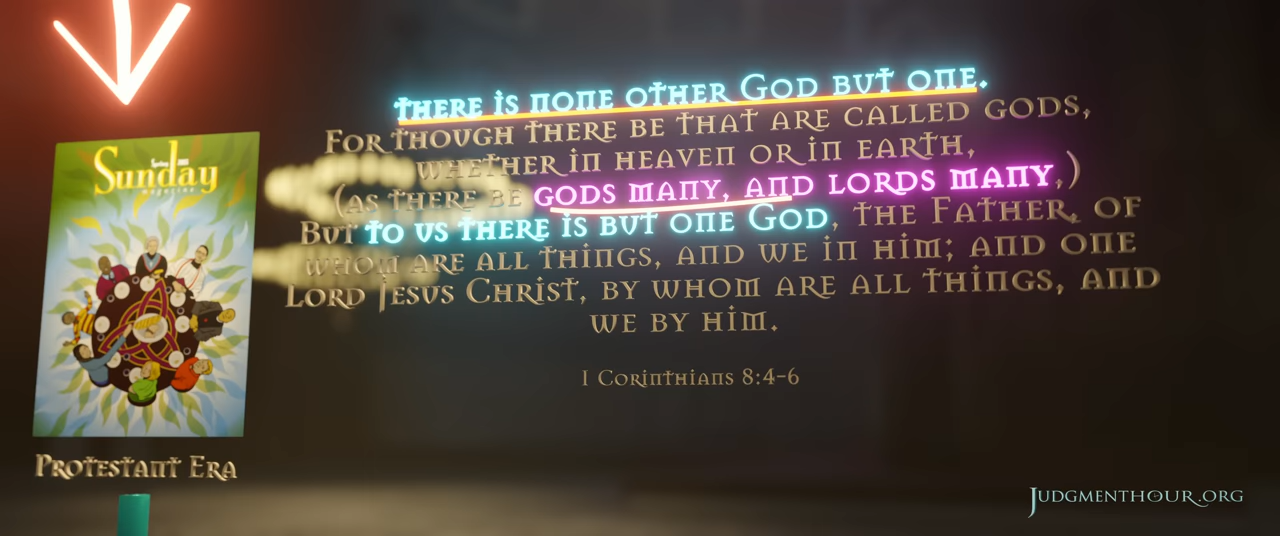 Sunday
magazine
Protestant Era
there is none other God but one.
For though there be that are called gods,
whether in heaven or in earth,
(as there be gods many, and lords many,)
But to us there is but one God, the Father, of
whom are all things, and we in him; and one
Lord Jesus Christ, by whom are all things, and
we by him.
I Corinthians 8:4-6
Judgmenthour.org